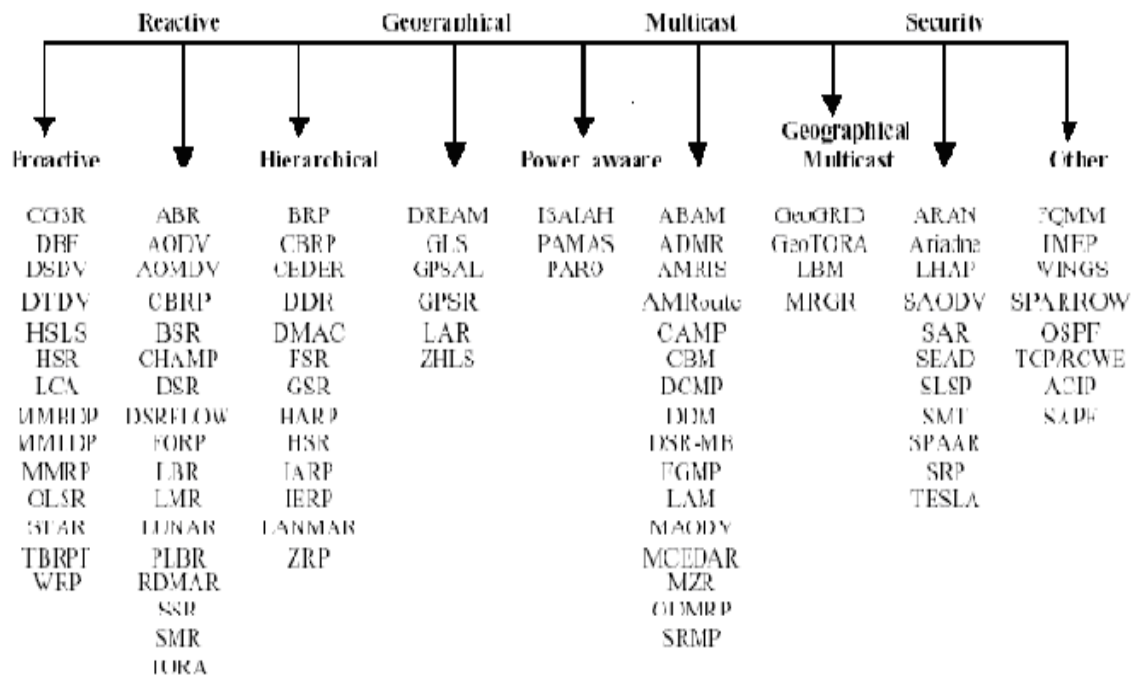 Reactive Geographical Multicast Security
Geographical
Proactive Hierarchical Power aware Multicast Other
CGSR ABR BRP DREAM ISAIAH ABAM GeoGRID ARAN FQMM
DBF AODV CBRP GLS PAMAS ADMR GeoTORA Ariadne IMEP
DSDV AOMDV CEDER GPSAL PARO AMRIS LBM LHAP WINGS
DTDV CBRP DDR GPSR AMRoute MRGR SAODV SPARROW
HSLS BSR DMAC LAR CAMP SAR OSPF
HSR CHAMP FSR ZHLS CBM SEAD TCP/RCWE
LCA DSR GSR DCMP SLSP ACIP
DSRFLOW HARP DDM SMT
FORP HSR DSR-MB SPAAR
MMRP LBR IARP FGMP SRP
OLSR LMR IERP LAM TESLA
STAR LUNAR LANMAR MAODV
TBRPF PLBR ZRP MCEDAR
WRP RDMAR MZR
SSR ODMRP
SMR SRMP
TORA